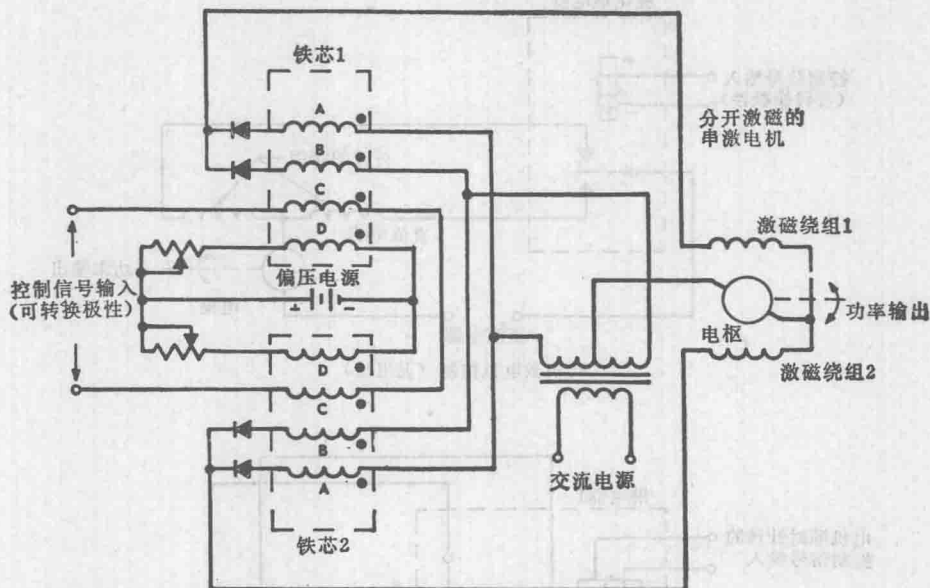 铁芯1
A
B
C
D
偏压电源
+
-
控制信号输入
(可转换极性)
D
C
B
A
铁芯2
交流电源
分开激磁的
串激电机
激磁绕组1
电枢
功率输出
激磁绕组2